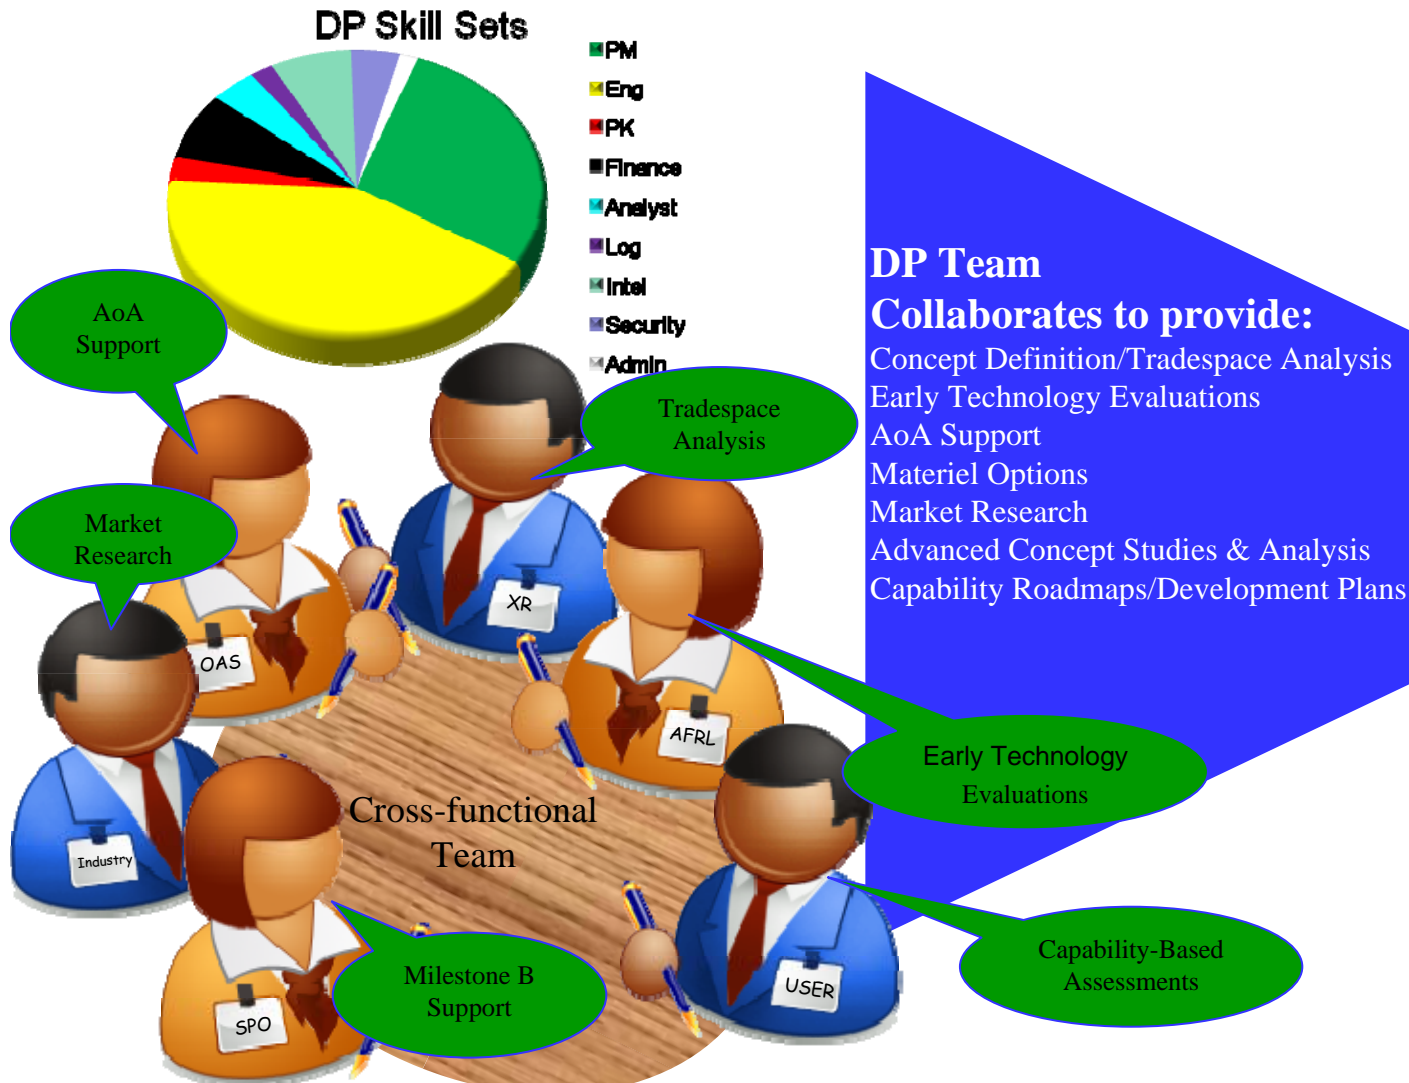 DP Skill Sets
PM
Eng
PK
Finance
Analyst
Log
Intel
Security
Admin
AoA
Support
Tradespace
Analysis
Market
Research
XR
OAS
AFRL
Industry
SPO
USER
Cross-functional
Team
Early Technology
Evaluations
Milestone B
Support
Capability-Based
Assessments
DP Team
Collaborates to provide:
Concept Definition/Tradespace Analysis
Early Technology Evaluations
AoA Support
Materiel Options
Market Research
Advanced Concept Studies & Analysis
Capability Roadmaps/Development Plans